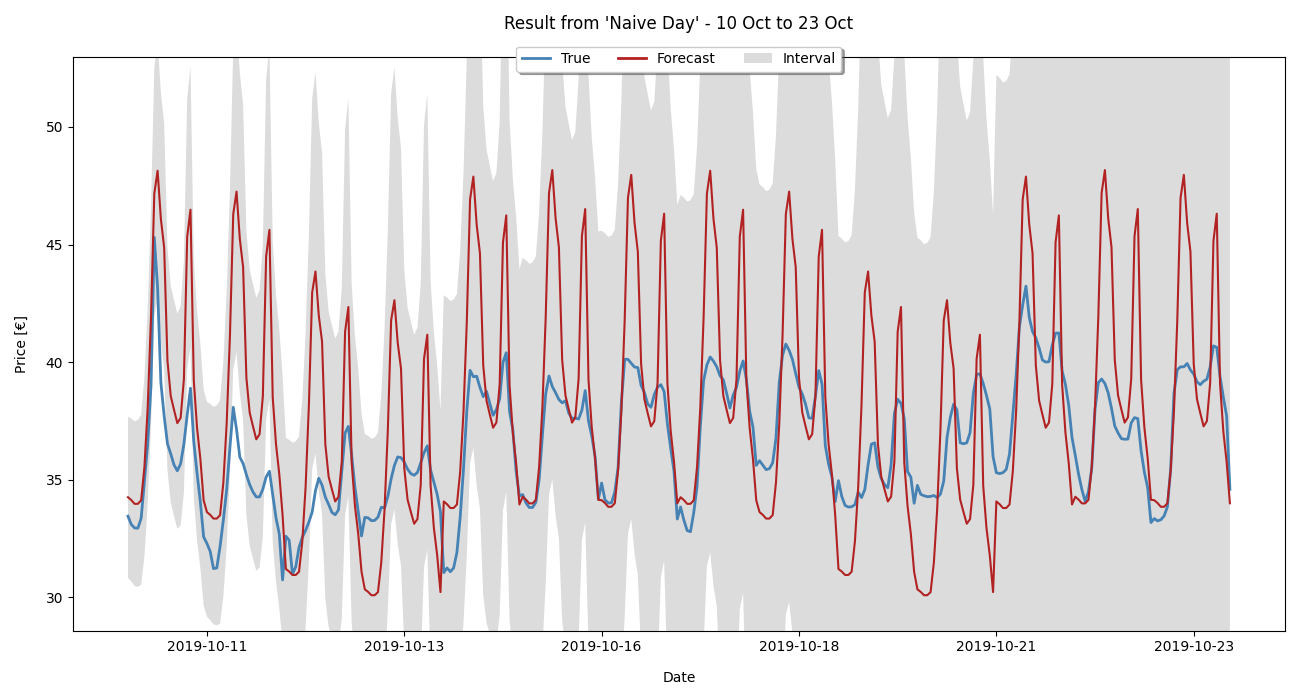 Result from 'Naive Day' - 10 Oct to 23 Oct
True Forecast Interval
Price [€]
50
45
40
35
30
2019-10-11 2019-10-13 2019-10-16 2019-10-18 2019-10-21 2019-10-23
Date